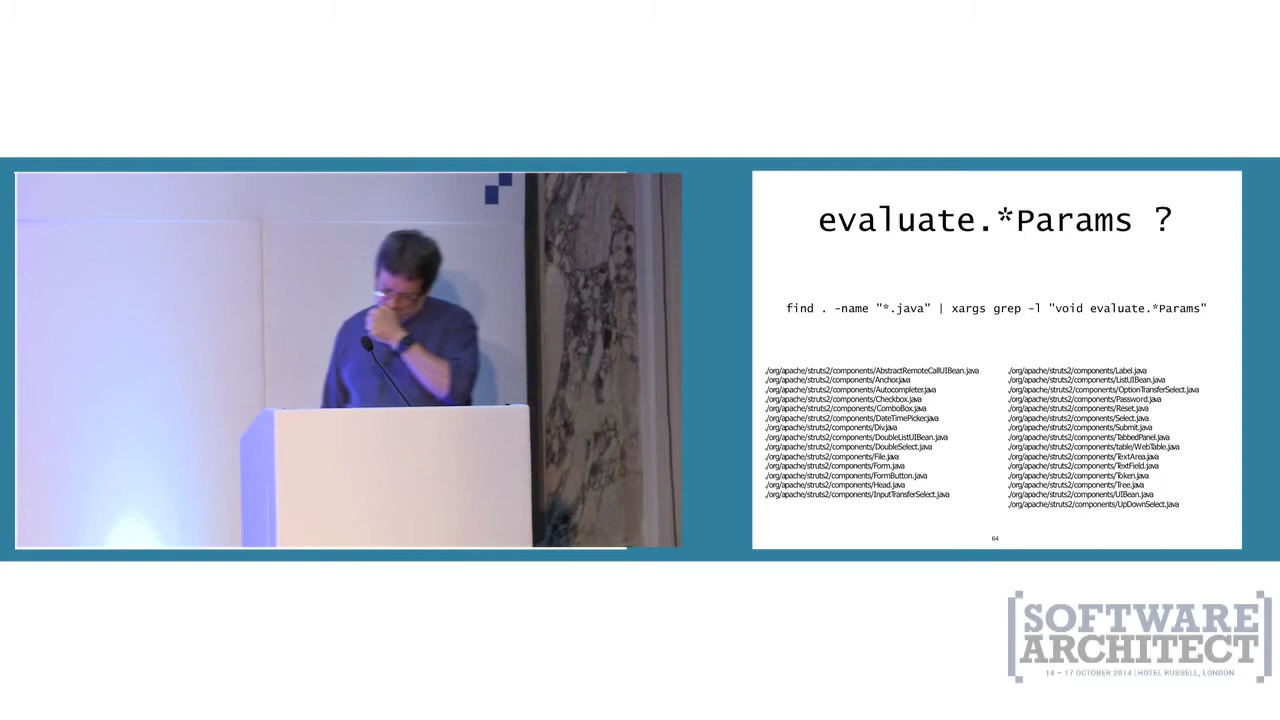 evaluate.*Params ?
find . -name "*.java" | xargs grep -l "void evaluate.*Params"
./org/apache/struts2/components/AbstractRemoteCallUIBean.java
./org/apache/struts2/components/Anchor.java
./org/apache/struts2/components/Autocompleter.java
./org/apache/struts2/components/Checkbox.java
./org/apache/struts2/components/ComboBox.java
./org/apache/struts2/components/DateTimePicker.java
./org/apache/struts2/components/Div.java
./org/apache/struts2/components/DoubleListUIBean.java
./org/apache/struts2/components/DoubleSelect.java
./org/apache/struts2/components/File.java
./org/apache/struts2/components/Form.java
./org/apache/struts2/components/FormButton.java
./org/apache/struts2/components/Head.java
./org/apache/struts2/components/InputTransferSelect.java
./org/apache/struts2/components/Label.java
./org/apache/struts2/components/ListUIBean.java
./org/apache/struts2/components/OptionTransferSelect.java
./org/apache/struts2/components/Password.java
./org/apache/struts2/components/Reset.java
./org/apache/struts2/components/Select.java
./org/apache/struts2/components/Submit.java
./org/apache/struts2/components/TabbedPanel.java
./org/apache/struts2/components/table/WebTable.java
./org/apache/struts2/components/TextArea.java
./org/apache/struts2/components/TextField.java
./org/apache/struts2/components/Token.java
./org/apache/struts2/components/Tree.java
./org/apache/struts2/components/UIBean.java
./org/apache/struts2/components/UpDownSelect.java
64
SOFTWARE
ARCHITECT
14 – 17 OCTOBER 2014 | HOTEL RUSSELL, LONDON